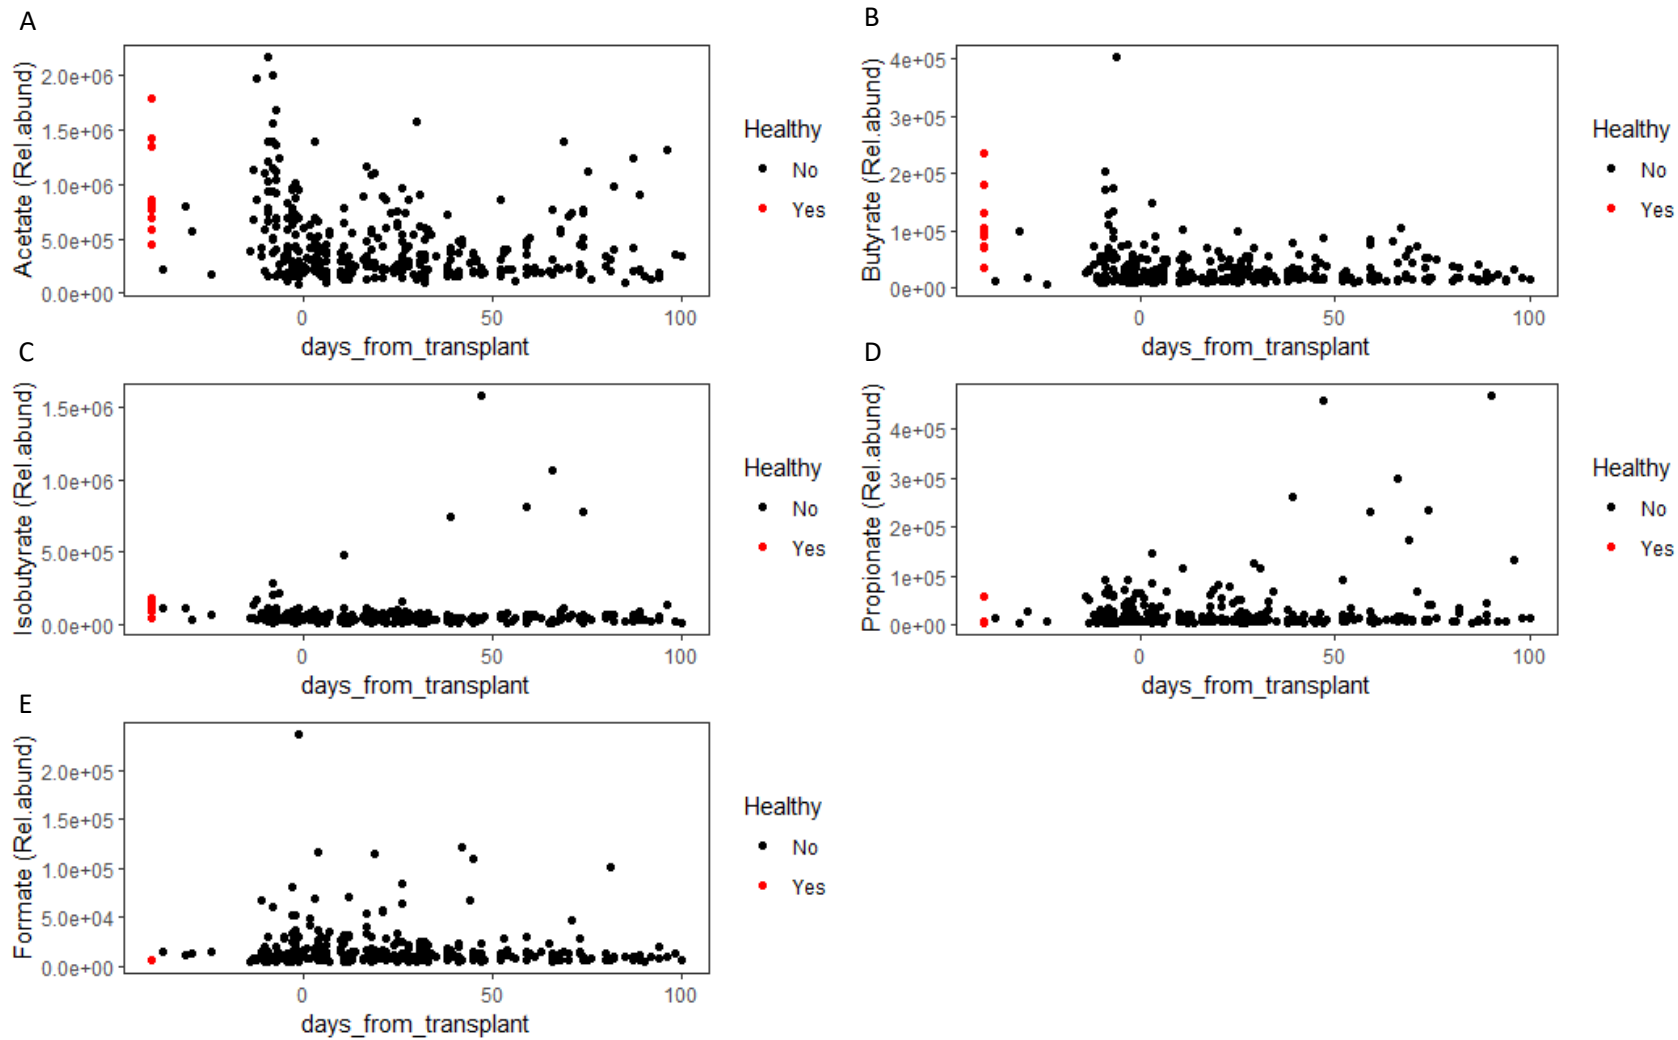 A
Acetate (Rel.abund)
2.0e+06
1.5e+06
1.0e+06
5.0e+05
0.0e+00
0 50 100
days_from_transplant
Healthy
No
Yes
B
Butyrate (Rel.abund)
4e+05
3e+05
2e+05
1e+05
0e+00
0 50 100
days_from_transplant
Healthy
No
Yes
C
Isobutyrate (Rel.abund)
1.5e+06
1.0e+06
5.0e+05
0.0e+00
0 50 100
days_from_transplant
Healthy
No
Yes
D
Propionate (Rel.abund)
4e+05
3e+05
2e+05
1e+05
0e+00
0 50 100
days_from_transplant
Healthy
No
Yes
E
Formate (Rel.abund)
2.0e+05
1.5e+05
1.0e+05
5.0e+04
0.0e+00
0 50 100
days_from_transplant
Healthy
No
Yes